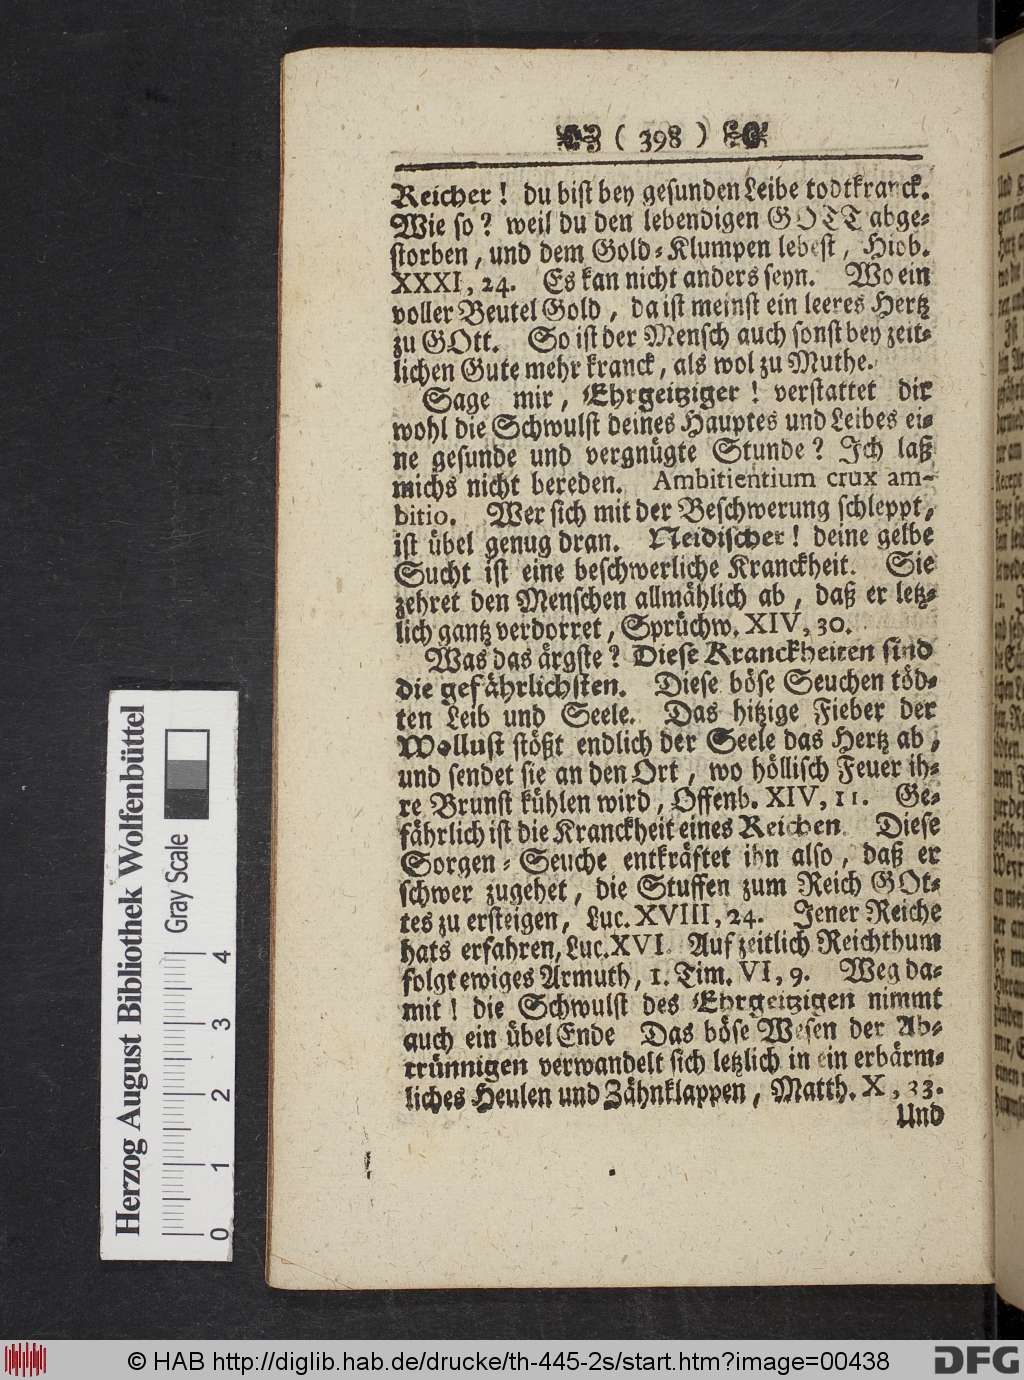 ( 398 )
Reicher! du bist bey gesunden Leibe todtkranck.
Wie so? weil du den lebendigen GOTT abge-
storben, und dem Gold-Klumpen lebest, Hiob.
XXXI, 24. Es kan nicht anders seyn. Wo ein
voller Beutel Gold, da ist meinst ein leeres Hertz
zu GOtt. So ist der Mensch auch sonst bey zeit-
lichen Gute mehr kranck, als wol zu Muthe.
Sage mir, Ehrgeitziger! verstattet dir
wohl die Schwulst deines Hauptes und Leibes ei-
ne gesunde und vergnügte Stunde? Ich laß
michs nicht bereden. Ambitientium crux am-
bitio. Wer sich mit der Beschwerung schleppt,
ist übel genug dran. Neidischer! deine gelbe
Sucht ist eine beschwerliche Kranckheit. Sie
zehret den Menschen allmählich ab, daß er letz-
lich gantz verdorret, Sprüchw. XIV, 30.
Was das ärgste? Diese Kranckheiten sind
die gefährlichsten. Diese böse Seuchen töd-
ten Leib und Seele. Das hitzige Fieber der
Wollust stößt endlich der Seele das Hertz ab,
und sendet sie an den Ort, wo höllisch Feuer ih-
re Brunst kühlen wird, Offenb. XIV, 11. Ge-
fährlich ist die Kranckheit eines Reichen. Diese
Sorgen-Seuche entkräftet ihn also, daß er
schwer zugehet, die Stuffen zum Reich GOt-
tes zu ersteigen, Luc. XVIII, 24. Jener Reiche
hats erfahren, Luc. XVI. Auf zeitlich Reichthum
folgt ewiges Armuth, 1. Tim. VI, 9. Weg da-
mit! die Schwulst des Ehrgeitzigen nimmt
auch ein übel Ende Das böse Wesen der Ab-
trünnigen verwandelt sich letzlich in ein erbärm-
liches Heulen und Zähnklappen, Matth. X, 33.
Und
Herzog August Bibliothek Wolfenbüttel
Gray Scale
0 1 2 3 4
© HAB http://diglib.hab.de/drucke/th-445-2s/start.htm?image=00438
DFG